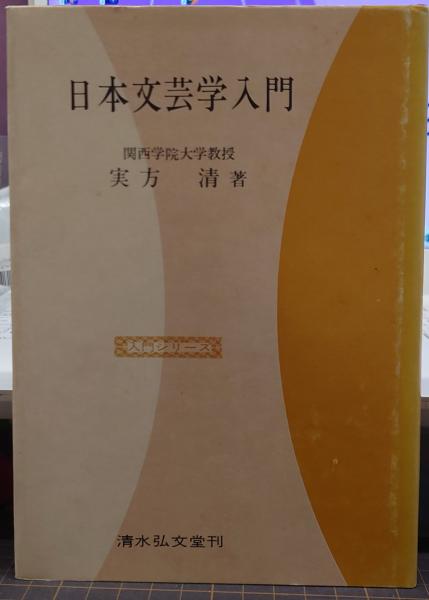 日本文芸学入門
関西学院大学教授
実方 清 著
入門シリーズ
清水弘文堂刊